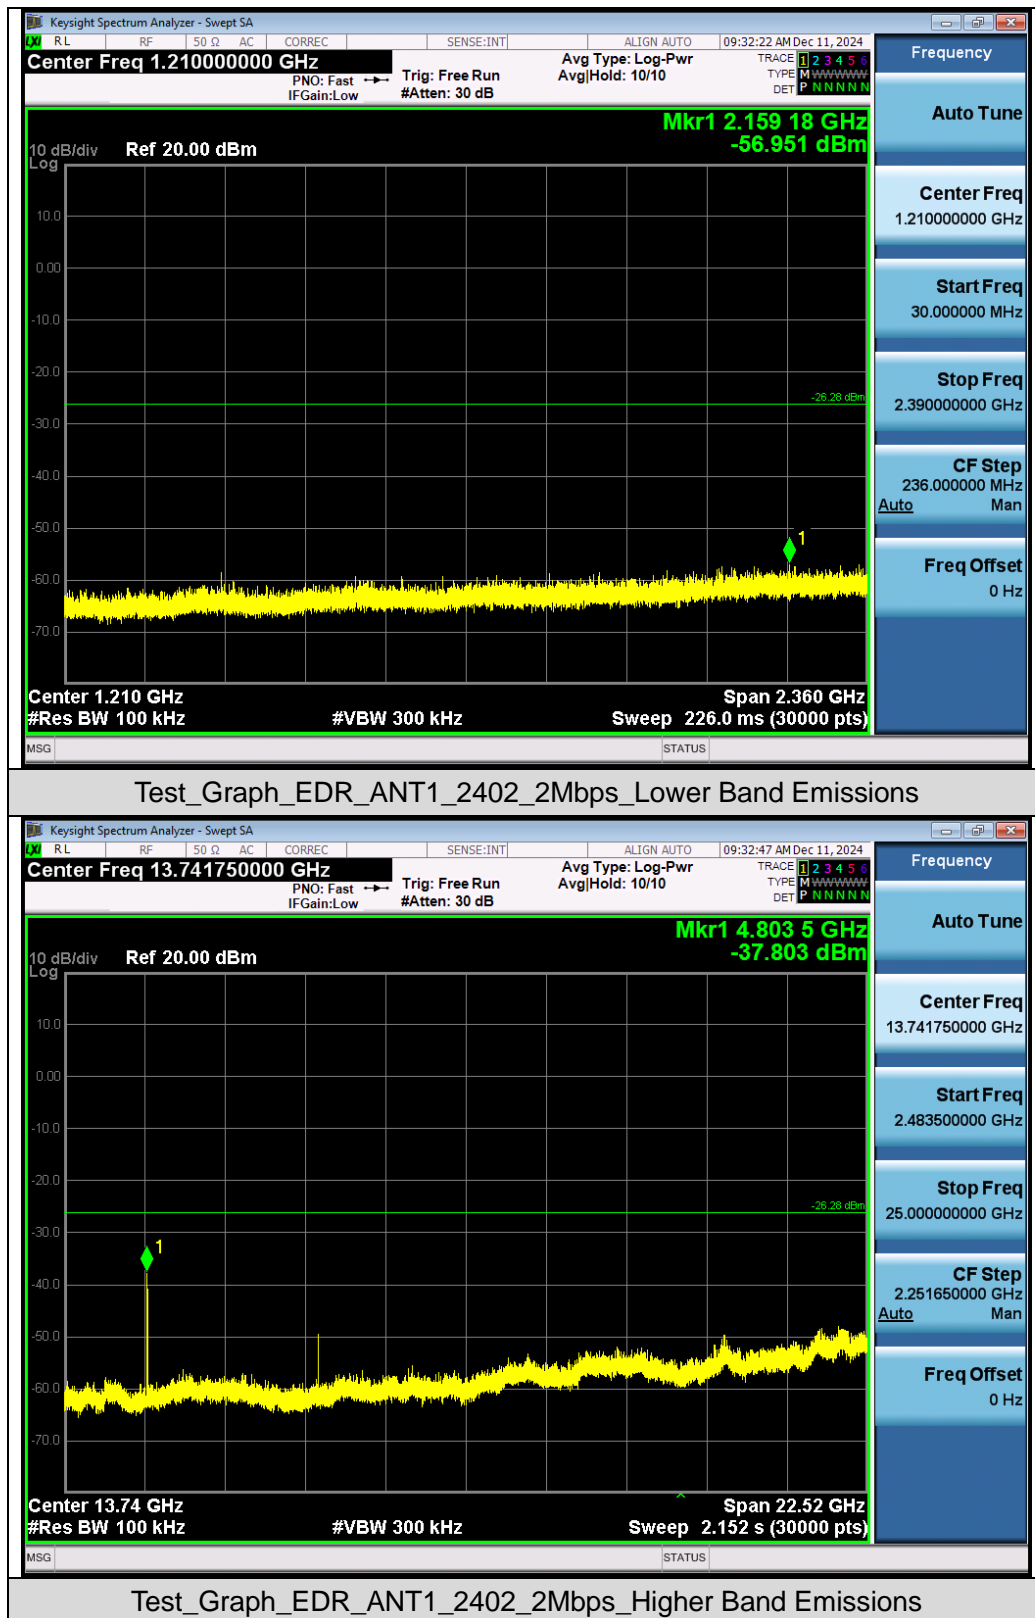 Keysight Spectrum Analyzer - Swept SA
LXI RL RF 50 Ω AC CORREC SENSE:INT ALIGN AUTO 09:32:22 AM Dec 11, 2024
Center Freq 1.210000000 GHz
PNO: Fast
IFGain:Low
Trig: Free Run
#Atten: 30 dB
Avg Type: Log-Pwr
Avg|Hold: 10/10
TRACE 1 2 3 4 5 6
TYPE M WWWWW
DET P N N N N N
Mkr1 2.159 18 GHz
-56.951 dBm
10 dB/div Ref 20.00 dBm
Log
10.0
0.00
-10.0
-20.0
-26.28 dBm
-30.0
-40.0
-50.0
1
-60.0
-70.0
Center 1.210 GHz Span 2.360 GHz
#Res BW 100 kHz #VBW 300 kHz Sweep 226.0 ms (30000 pts)
MSG STATUS
Frequency
Auto Tune
Center Freq
1.210000000 GHz
Start Freq
30.000000 MHz
Stop Freq
2.390000000 GHz
CF Step
236.000000 MHz
Auto Man
Freq Offset
0 Hz
Test_Graph_EDR_ANT1_2402_2Mbps_Lower Band Emissions
Keysight Spectrum Analyzer - Swept SA
LXI RL RF 50 Ω AC CORREC SENSE:INT ALIGN AUTO 09:32:47 AM Dec 11, 2024
Center Freq 13.741750000 GHz
PNO: Fast
IFGain:Low
Trig: Free Run
#Atten: 30 dB
Avg Type: Log-Pwr
Avg|Hold: 10/10
TRACE 1 2 3 4 5 6
TYPE M WWWWW
DET P N N N N N
Mkr1 4.803 5 GHz
-37.803 dBm
10 dB/div Ref 20.00 dBm
Log
10.0
0.00
-10.0
-20.0
-26.28 dBm
-30.0
1
-40.0
-50.0
-60.0
-70.0
Center 13.74 GHz Span 22.52 GHz
#Res BW 100 kHz #VBW 300 kHz Sweep 2.152 s (30000 pts)
MSG STATUS
Frequency
Auto Tune
Center Freq
13.741750000 GHz
Start Freq
2.483500000 GHz
Stop Freq
25.000000000 GHz
CF Step
2.251650000 GHz
Auto Man
Freq Offset
0 Hz
Test_Graph_EDR_ANT1_2402_2Mbps_Higher Band Emissions